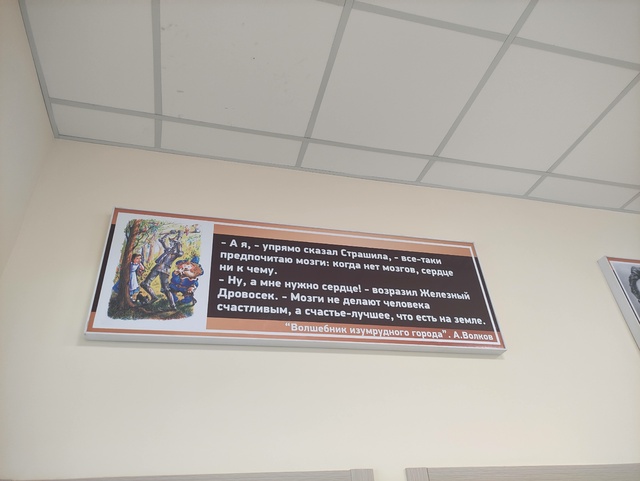 - А я, - упрямо сказал Страшила, - все-таки
предпочитаю мозги: когда нет мозгов, сердце
ни к чему.
- Ну, а мне нужно сердце! - возразил Железный
Дровосек. - Мозги не делают человека
счастливым, а счастье-лучшее, что есть на земле.
"Волшебник изумрудного города". А.Волков